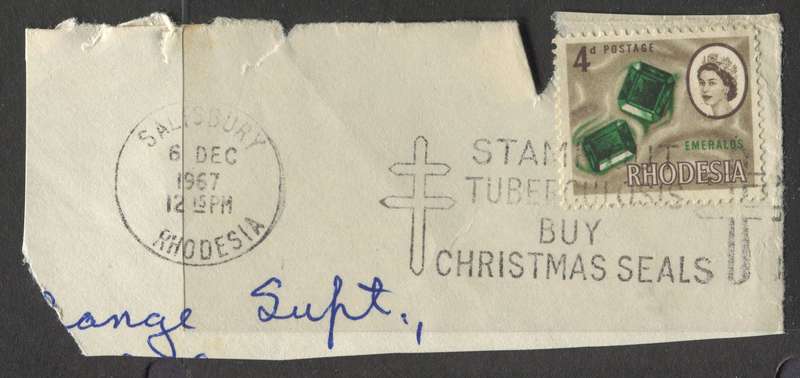 SALISBURY
6 DEC
1967
12 15 PM
RHODESIA
4d POSTAGE
EMERALDS
RHODESIA
STAMP OUT
TUBERCULOSIS
BUY
CHRISTMAS SEALS
ange Supt.,